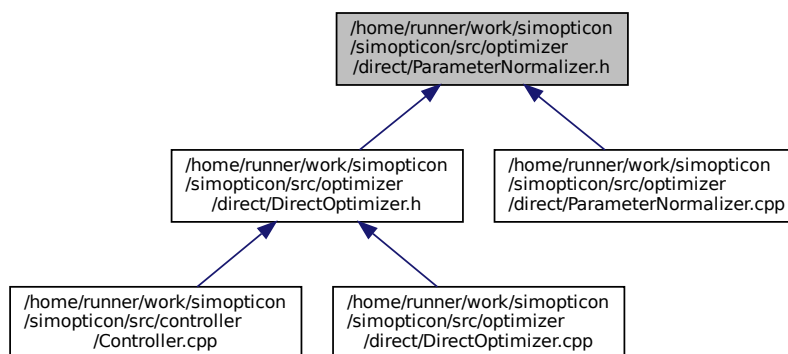 /home/runner/work/simopticon
/simopticon/src/optimizer
/direct/ParameterNormalizer.h
/home/runner/work/simopticon
/simopticon/src/optimizer
/direct/DirectOptimizer.h
/home/runner/work/simopticon
/simopticon/src/optimizer
/direct/ParameterNormalizer.cpp
/home/runner/work/simopticon
/simopticon/src/controller
/Controller.cpp
/home/runner/work/simopticon
/simopticon/src/optimizer
/direct/DirectOptimizer.cpp